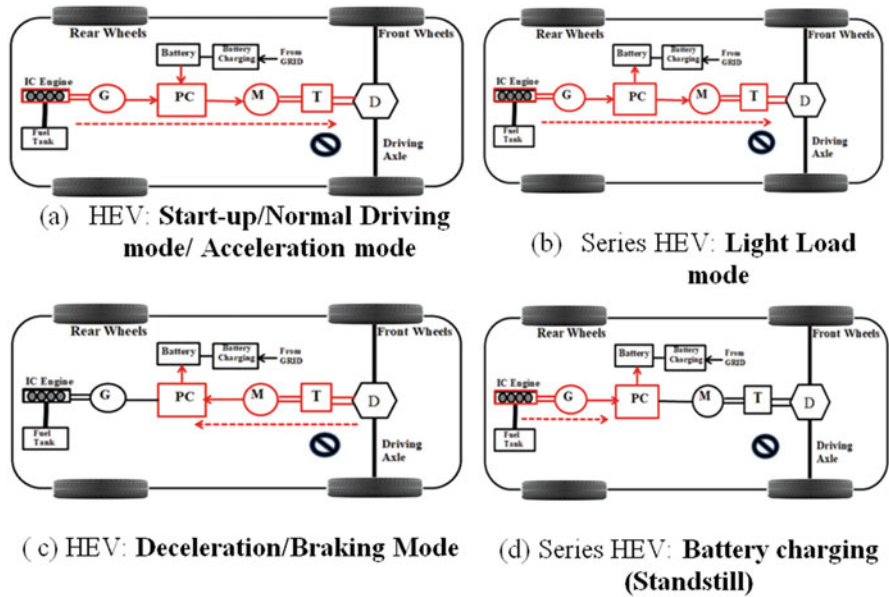 Rear Wheels
Front Wheels
Battery
Battery
Charging
From
GRID
IC Engine
G
PC
M
T
D
Fuel
Tank
Driving
Axle
(a) HEV: Start-up/Normal Driving
mode/ Acceleration mode
Rear Wheels
Front Wheels
Battery
Battery
Charging
From
GRID
IC Engine
G
PC
M
T
D
Fuel
Tank
Driving
Axle
(b) Series HEV: Light Load
mode
Rear Wheels
Front Wheels
Battery
Battery
Charging
From
GRID
IC Engine
G
PC
M
T
D
Fuel
Tank
Driving
Axle
( c) HEV: Deceleration/Braking Mode
Rear Wheels
Front Wheels
Battery
Battery
Charging
From
GRID
IC Engine
G
PC
M
T
D
Fuel
Tank
Driving
Axle
(d) Series HEV: Battery charging
(Standstill)